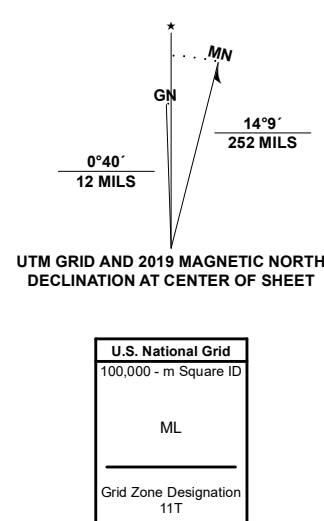 ★
MN
GN
14°9´
252 MILS
0°40´
12 MILS
UTM GRID AND 2019 MAGNETIC NORTH
DECLINATION AT CENTER OF SHEET
U.S. National Grid
100,000 - m Square ID
ML
Grid Zone Designation
11T